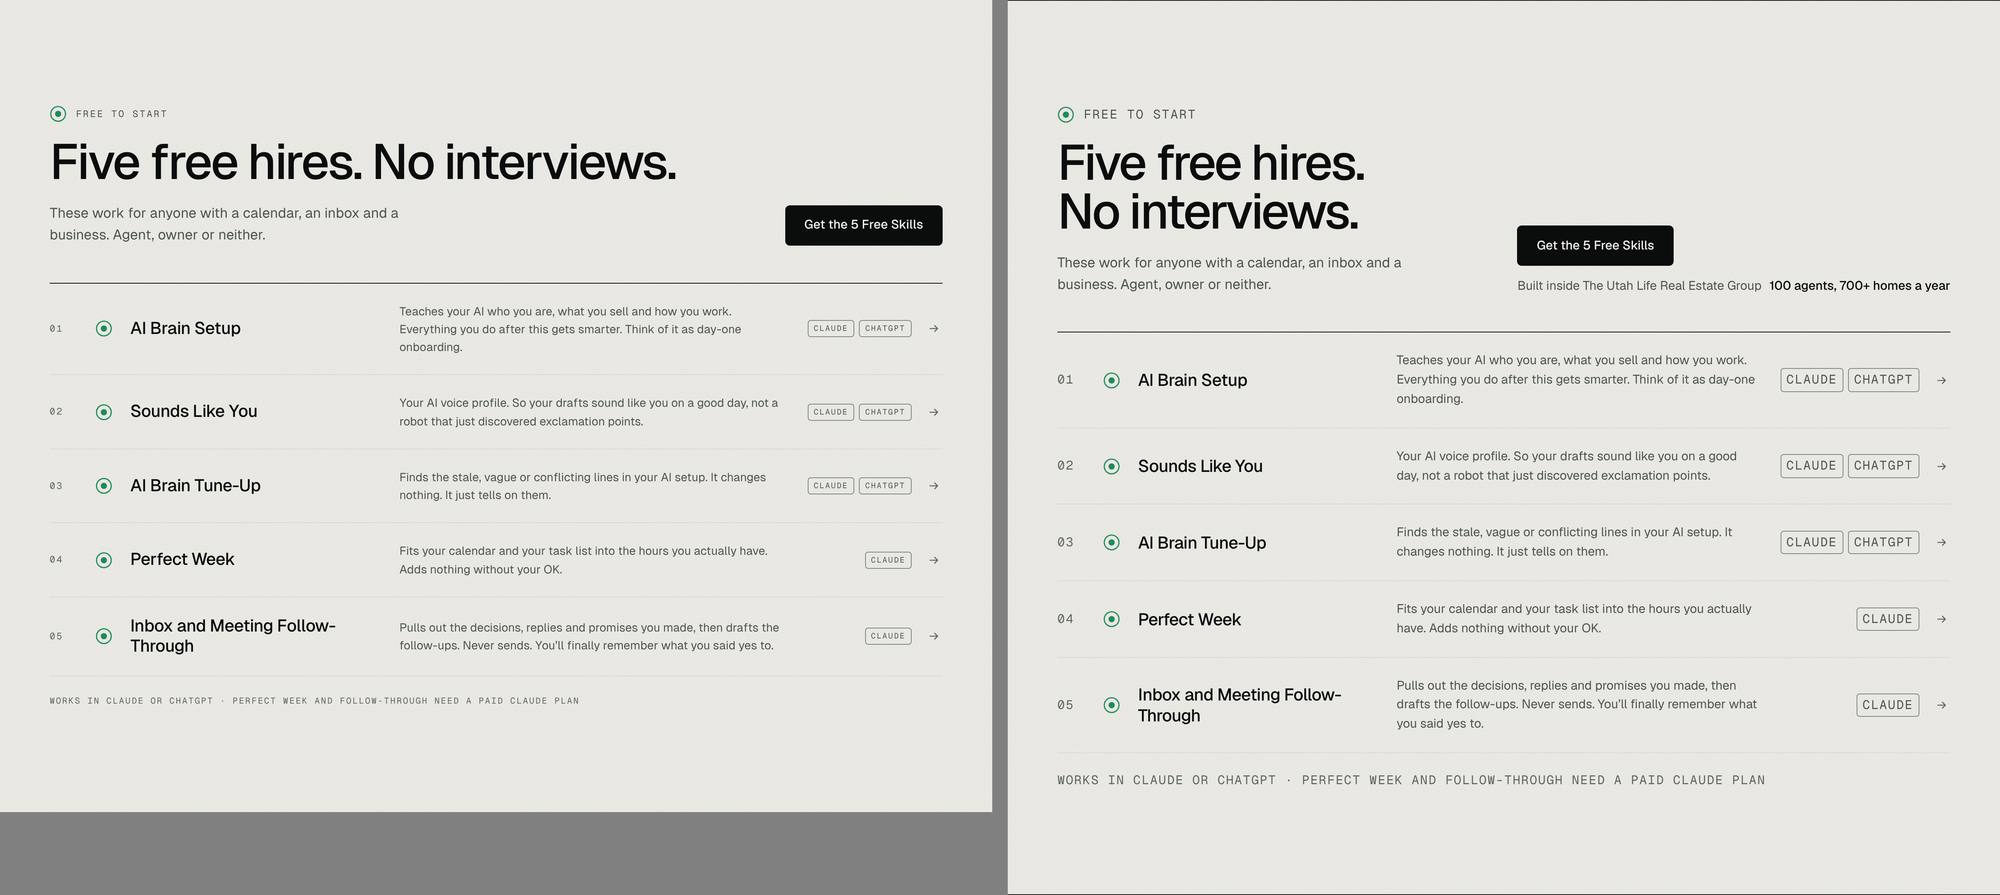 FREE TO START
Five free hires. No interviews.
These work for anyone with a calendar, an inbox and a
business. Agent, owner or neither.
Get the 5 Free Skills
01
AI Brain Setup
Teaches your AI who you are, what you sell and how you work.
Everything you do after this gets smarter. Think of it as day-one
onboarding.
CLAUDE CHATGPT →
02
Sounds Like You
Your AI voice profile. So your drafts sound like you on a good day, not a
robot that just discovered exclamation points.
CLAUDE CHATGPT →
03
AI Brain Tune-Up
Finds the stale, vague or conflicting lines in your AI setup. It changes
nothing. It just tells on them.
CLAUDE CHATGPT →
04
Perfect Week
Fits your calendar and your task list into the hours you actually have.
Adds nothing without your OK.
CLAUDE →
05
Inbox and Meeting Follow-
Through
Pulls out the decisions, replies and promises you made, then drafts the
follow-ups. Never sends. You'll finally remember what you said yes to.
CLAUDE →
WORKS IN CLAUDE OR CHATGPT · PERFECT WEEK AND FOLLOW-THROUGH NEED A PAID CLAUDE PLAN
FREE TO START
Five free hires.
No interviews.
These work for anyone with a calendar, an inbox and a
business. Agent, owner or neither.
Get the 5 Free Skills
Built inside The Utah Life Real Estate Group 100 agents, 700+ homes a year
01
AI Brain Setup
Teaches your AI who you are, what you sell and how you work.
Everything you do after this gets smarter. Think of it as day-one
onboarding.
CLAUDE CHATGPT →
02
Sounds Like You
Your AI voice profile. So your drafts sound like you on a good
day, not a robot that just discovered exclamation points.
CLAUDE CHATGPT →
03
AI Brain Tune-Up
Finds the stale, vague or conflicting lines in your AI setup. It
changes nothing. It just tells on them.
CLAUDE CHATGPT →
04
Perfect Week
Fits your calendar and your task list into the hours you actually
have. Adds nothing without your OK.
CLAUDE →
05
Inbox and Meeting Follow-
Through
Pulls out the decisions, replies and promises you made, then
drafts the follow-ups. Never sends. You'll finally remember what
you said yes to.
CLAUDE →
WORKS IN CLAUDE OR CHATGPT · PERFECT WEEK AND FOLLOW-THROUGH NEED A PAID CLAUDE PLAN